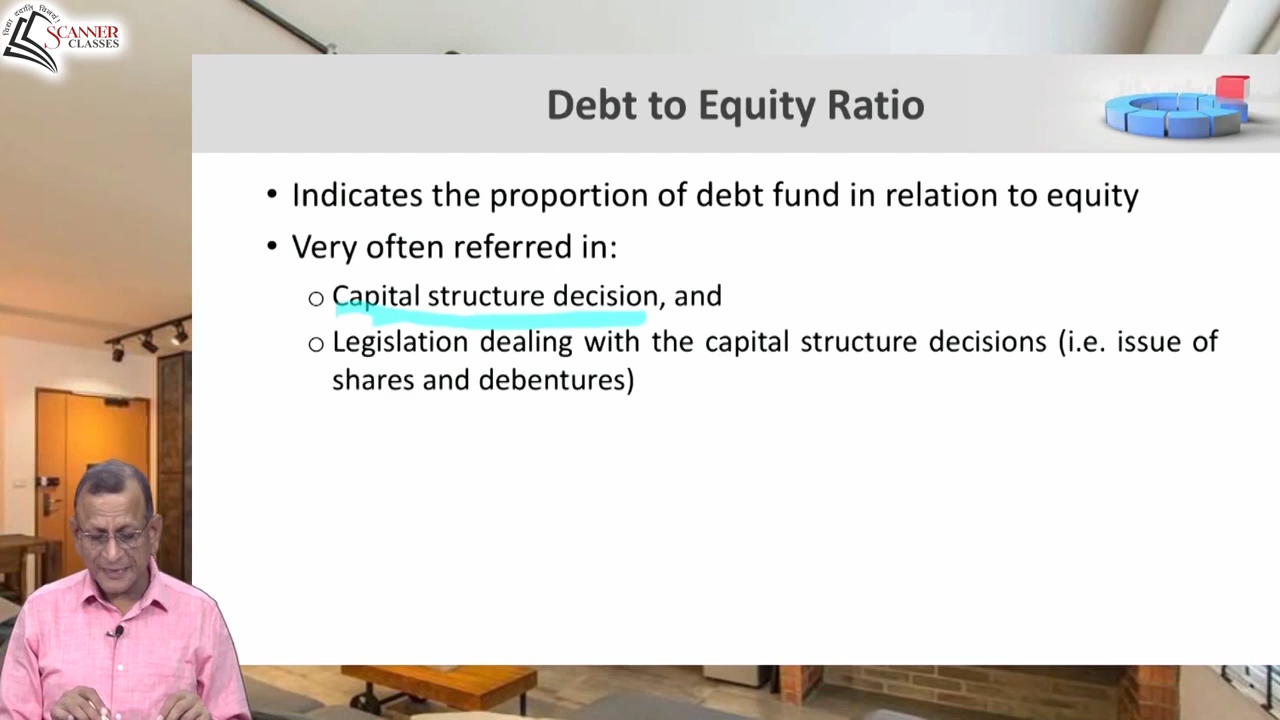 SCANNER
CLASSES
Debt to Equity Ratio
• Indicates the proportion of debt fund in relation to equity
• Very often referred in:
o Capital structure decision, and
o Legislation dealing with the capital structure decisions (i.e. issue of
shares and debentures)